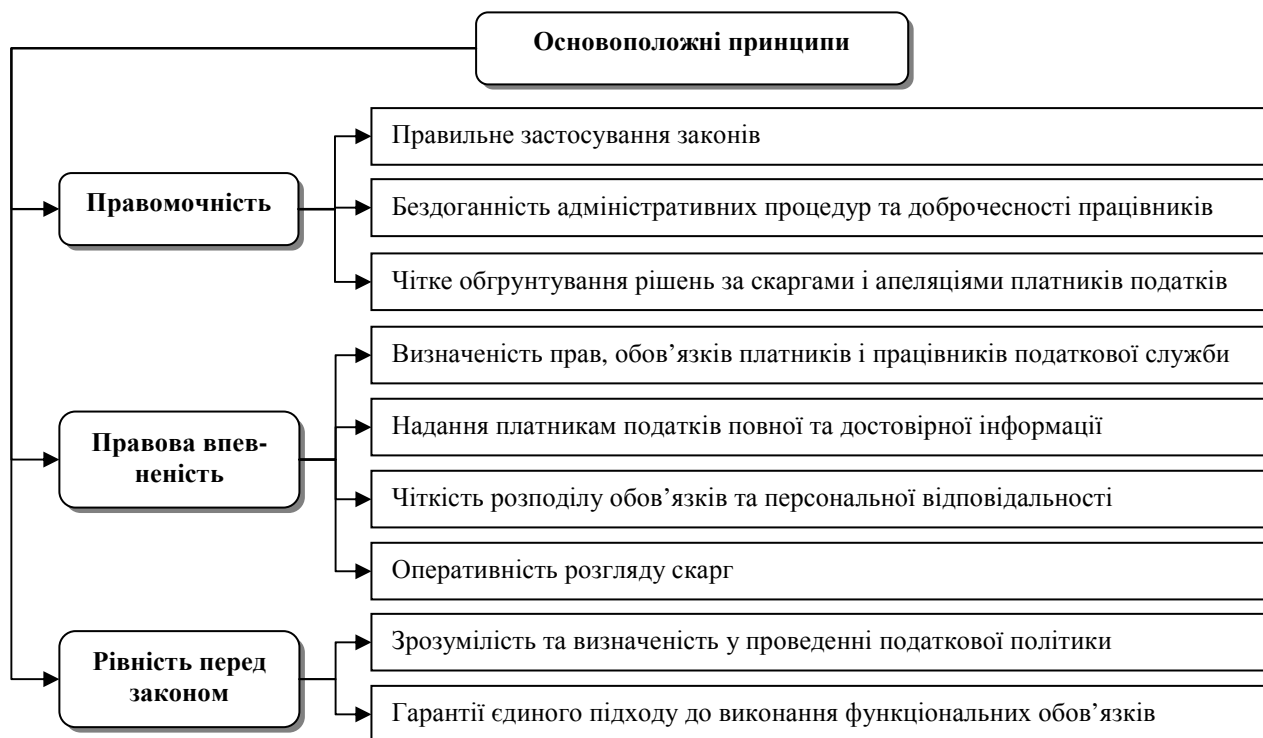 Основоположні принципи
Правомочність
Правильне застосування законів
Бездоганність адміністративних процедур та доброчесності працівників
Чітке обгрунтування рішень за скаргами і апеляціями платників податків
Правова впев-
неність
Визначеність прав, обов’язків платників і працівників податкової служби
Надання платникам податків повної та достовірної інформації
Чіткість розподілу обов’язків та персональної відповідальності
Оперативність розгляду скарг
Рівність перед
законом
Зрозумілість та визначеність у проведенні податкової політики
Гарантії єдиного підходу до виконання функціональних обов’язків